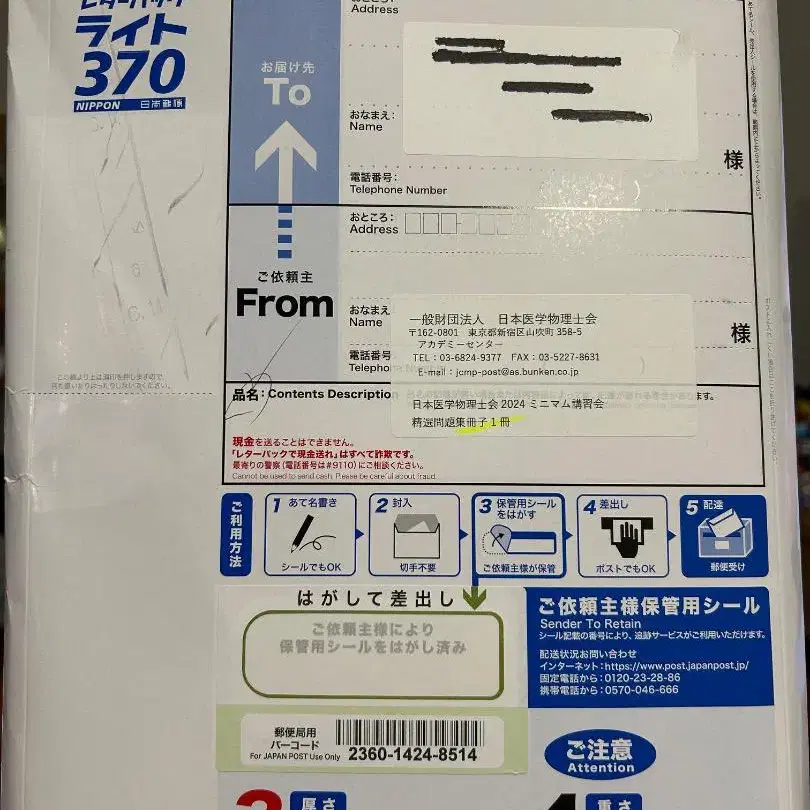 レターパック
ライト
370
NIPPON 日本郵便
おところ:
Address
お届け先
To
おなまえ:
Name
様
電話番号:
Telephone Number
おところ:
Address
ご依頼主
From
おなまえ
Name
様
電話番号
Telephone Nu
一般財団法人 日本医学物理士会
〒162-0801 東京都新宿区山吹町 358-5
アカデミーセンター
TEL:03-6824-9377 FAX:03-5227-8631
E-mail:jcmp-post@as.bunken.co.jp
品名: Contents Description
日本医学物理士会 2024 ミニマム講習会
精選問題集冊子1冊
現金を送ることはできません。
「レターパックで現金送れ」はすべて詐欺です。
最寄りの警察(電話番号は#9110)にご相談ください。
Cannot be used to send cash. Please be careful about fraud.
ご利用方法
1 あて名書き
シールでもOK
2 封入
切手不要
3 保管用シール
をはがす
ご依頼主様が保管
4 差出し
ポストでもOK
5 配達
郵便受け
はがして差出し
ご依頼主様により
保管用シールをはがし済み
ご依頼主様保管用シール
Sender To Retain
シール記載の番号により、追跡サービスがご利用いただけます。
配送状況お問い合わせ
インターネット:https://www.post.japanpost.jp/
固定電話から:0120-23-28-86
携帯電話から:0570-046-666
郵便局用
バーコード
For JAPAN POST Use Only
2360-1424-8514
ご注意
Attention
厚さ
重さ